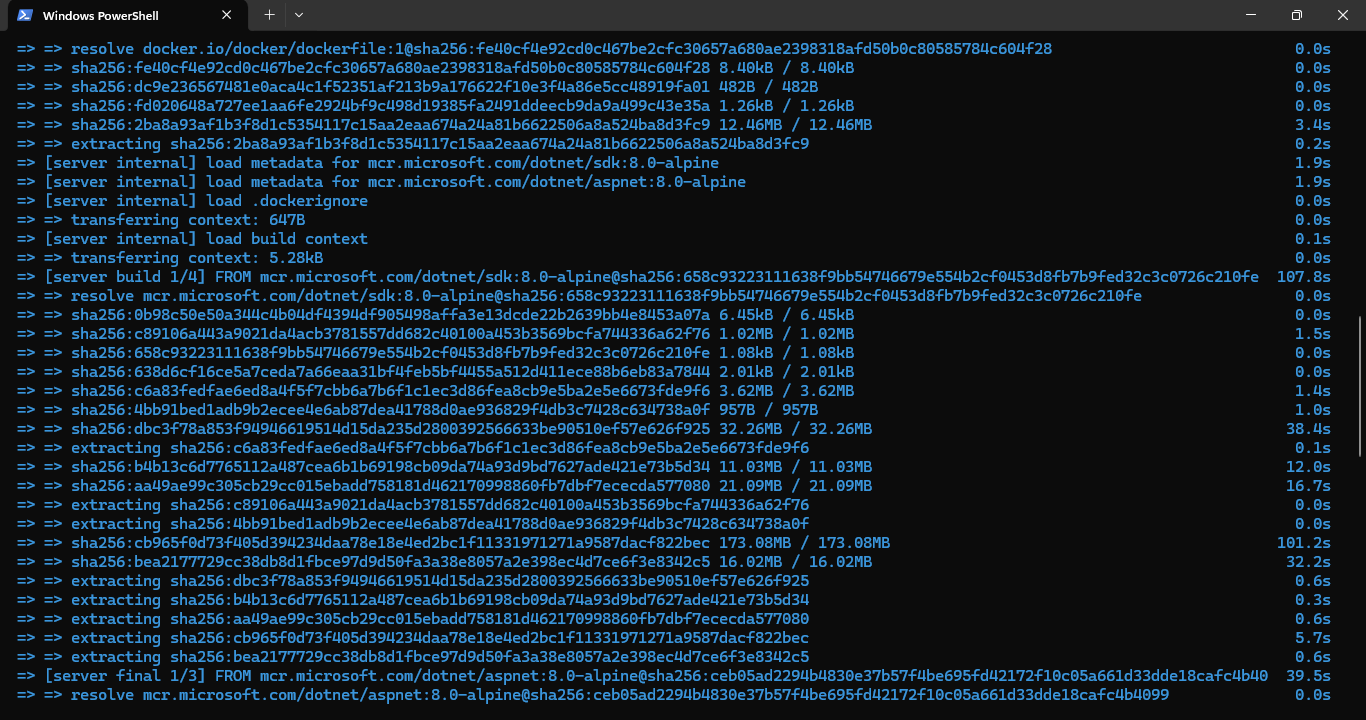 Windows PowerShell
=> => resolve docker.io/docker/dockerfile:1@sha256:fe40cf4e92cd0c467be2cfc30657a680ae2398318afd50b0c80585784c604f28 0.0s
=> => sha256:fe40cf4e92cd0c467be2cfc30657a680ae2398318afd50b0c80585784c604f28 8.40kB / 8.40kB 0.0s
=> => sha256:dc9e236567481e0aca4c1f52351af213b9a176622f10e3f4a86e5cc48919fa01 482B / 482B 0.0s
=> => sha256:fd020648a727ee1aa6fe2924bf9c498d19385fa2491ddeecb9da9a499c43e35a 1.26kB / 1.26kB 0.0s
=> => sha256:2ba8a93af1b3f8d1c5354117c15aa2eaa674a24a81b6622506a8a524ba8d3fc9 12.46MB / 12.46MB 3.4s
=> => extracting sha256:2ba8a93af1b3f8d1c5354117c15aa2eaa674a24a81b6622506a8a524ba8d3fc9 0.2s
=> [server internal] load metadata for mcr.microsoft.com/dotnet/sdk:8.0-alpine 1.9s
=> [server internal] load metadata for mcr.microsoft.com/dotnet/aspnet:8.0-alpine 1.9s
=> [server internal] load .dockerignore 0.0s
=> => transferring context: 647B 0.0s
=> [server internal] load build context 0.1s
=> => transferring context: 5.28kB 0.0s
=> [server build 1/4] FROM mcr.microsoft.com/dotnet/sdk:8.0-alpine@sha256:658c93223111638f9bb54746679e554b2cf0453d8fb7b9fed32c3c0726c210fe 107.8s
=> => resolve mcr.microsoft.com/dotnet/sdk:8.0-alpine@sha256:658c93223111638f9bb54746679e554b2cf0453d8fb7b9fed32c3c0726c210fe 0.0s
=> => sha256:0b98c50e50a344c4b04df4394df905498affa3e13dcde22b2639bb4e8453a07a 6.45kB / 6.45kB 0.0s
=> => sha256:c89106a443a9021da4acb3781557dd682c40100a453b3569bcfa744336a62f76 1.02MB / 1.02MB 1.5s
=> => sha256:658c93223111638f9bb54746679e554b2cf0453d8fb7b9fed32c3c0726c210fe 1.08kB / 1.08kB 0.0s
=> => sha256:638d6cf16ce5a7ceda7a66eaa31bf4feb5bf4455a512d411ece88b6eb83a7844 2.01kB / 2.01kB 0.0s
=> => sha256:c6a83fedfae6ed8a4f5f7cbb6a7b6f1c1ec3d86fea8cb9e5ba2e5e6673fde9f6 3.62MB / 3.62MB 1.4s
=> => sha256:4bb91bed1adb9b2ecee4e6ab87dea41788d0ae936829f4db3c7428c634738a0f 957B / 957B 1.0s
=> => sha256:dbc3f78a853f94946619514d15da235d2800392566633be90510ef57e626f925 32.26MB / 32.26MB 38.4s
=> => extracting sha256:c6a83fedfae6ed8a4f5f7cbb6a7b6f1c1ec3d86fea8cb9e5ba2e5e6673fde9f6 0.1s
=> => sha256:b4b13c6d7765112a487cea6b1b69198cb09da74a93d9bd7627ade421e73b5d34 11.03MB / 11.03MB 12.0s
=> => sha256:aa49ae99c305cb29cc015ebadd758181d462170998860fb7dbf7ececda577080 21.09MB / 21.09MB 16.7s
=> => extracting sha256:c89106a443a9021da4acb3781557dd682c40100a453b3569bcfa744336a62f76 0.0s
=> => extracting sha256:4bb91bed1adb9b2ecee4e6ab87dea41788d0ae936829f4db3c7428c634738a0f 0.0s
=> => sha256:cb965f0d73f405d394234daa78e18e4ed2bc1f11331971271a9587dacf822bec 173.08MB / 173.08MB 101.2s
=> => sha256:bea2177729cc38db8d1fbce97d9d50fa3a38e8057a2e398ec4d7ce6f3e8342c5 16.02MB / 16.02MB 32.2s
=> => extracting sha256:dbc3f78a853f94946619514d15da235d2800392566633be90510ef57e626f925 0.6s
=> => extracting sha256:b4b13c6d7765112a487cea6b1b69198cb09da74a93d9bd7627ade421e73b5d34 0.3s
=> => extracting sha256:aa49ae99c305cb29cc015ebadd758181d462170998860fb7dbf7ececda577080 0.6s
=> => extracting sha256:cb965f0d73f405d394234daa78e18e4ed2bc1f11331971271a9587dacf822bec 5.7s
=> => extracting sha256:bea2177729cc38db8d1fbce97d9d50fa3a38e8057a2e398ec4d7ce6f3e8342c5 0.6s
=> [server final 1/3] FROM mcr.microsoft.com/dotnet/aspnet:8.0-alpine@sha256:ceb05ad2294b4830e37b57f4be695fd42172f10c05a661d33dde18cafc4b40 39.5s
=> => resolve mcr.microsoft.com/dotnet/aspnet:8.0-alpine@sha256:ceb05ad2294b4830e37b57f4be695fd42172f10c05a661d33dde18cafc4b4099 0.0s